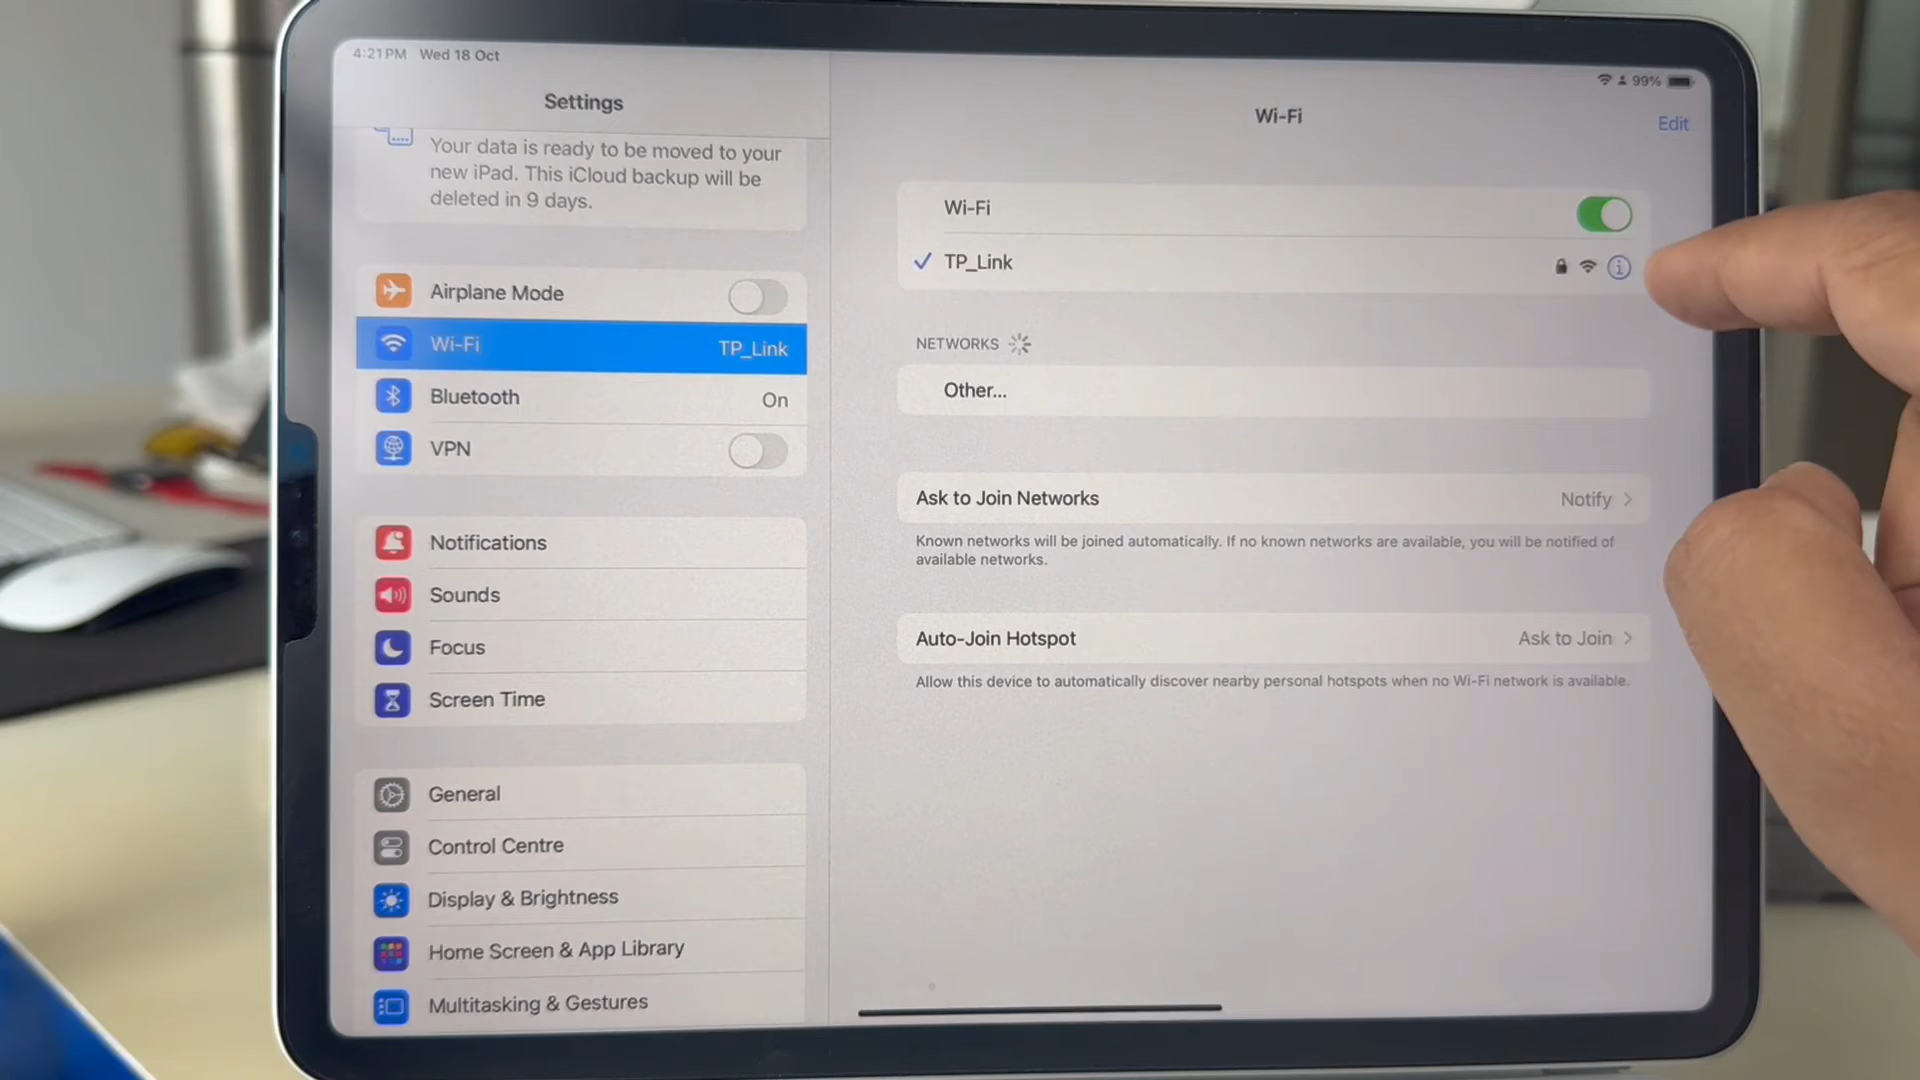 4:21 PM Wed 18 Oct
99%
Settings
Your data is ready to be moved to your
new iPad. This iCloud backup will be
deleted in 9 days.
Airplane Mode
Wi-Fi TP_Link
Bluetooth On
VPN
Notifications
Sounds
Focus
Screen Time
General
Control Centre
Display & Brightness
Home Screen & App Library
Multitasking & Gestures
Wi-Fi
Edit
Wi-Fi
TP_Link
NETWORKS
Other...
Ask to Join Networks Notify
Known networks will be joined automatically. If no known networks are available, you will be notified of
available networks.
Auto-Join Hotspot Ask to Join
Allow this device to automatically discover nearby personal hotspots when no Wi-Fi network is available.